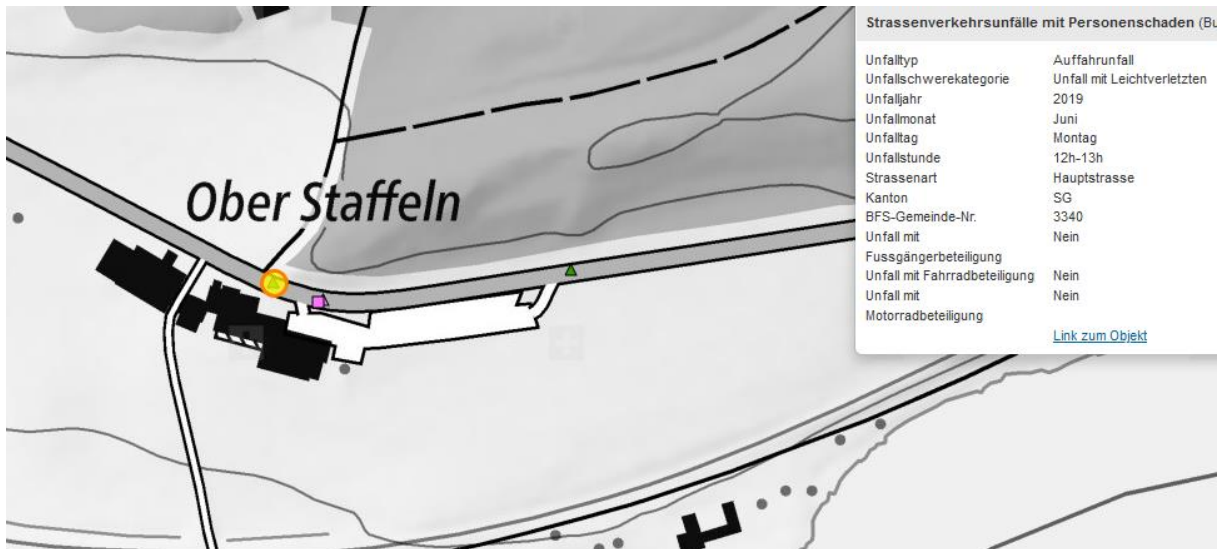 Strassenverkehrsunfälle mit Personenschaden (Bu
Unfalltyp Auffahrunfall
Unfallschwerekategorie Unfall mit Leichtverletzten
Unfalljahr 2019
Unfallmonat Juni
Unfalltag Montag
Unfallstunde 12h-13h
Strassenart Hauptstrasse
Kanton SG
BFS-Gemeinde-Nr. 3340
Unfall mit Nein
Fussgängerbeteiligung
Unfall mit Fahrradbeteiligung Nein
Unfall mit Nein
Motorradbeteiligung
Link zum Objekt
Ober Staffeln